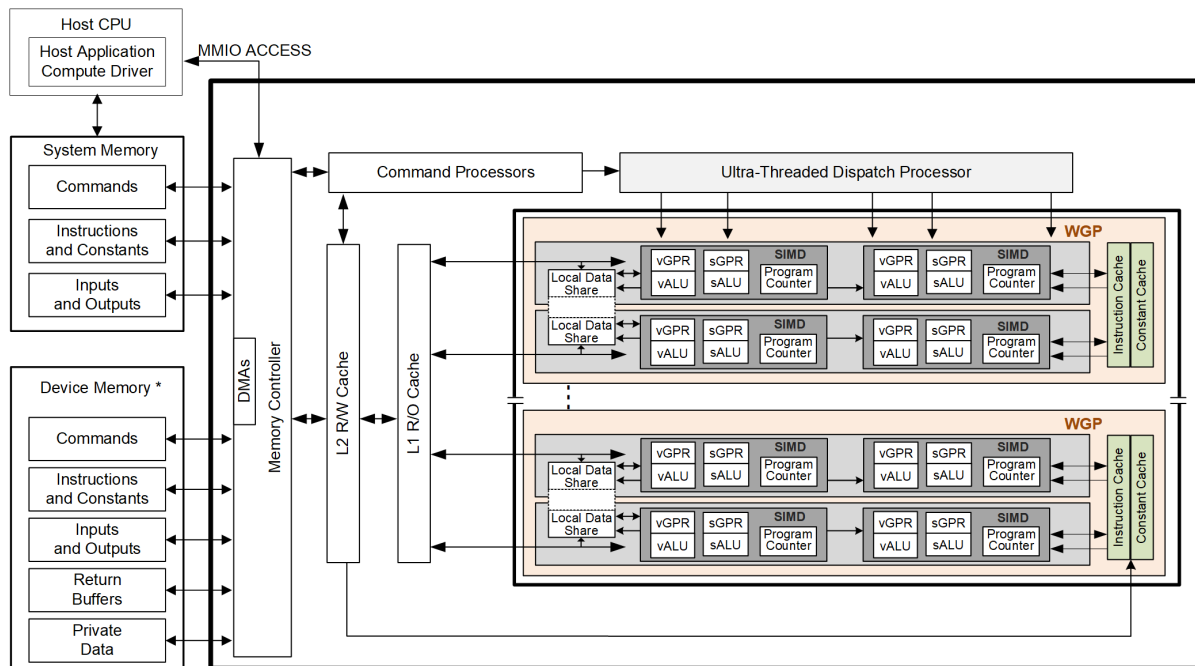 Host CPU
Host Application
Compute Driver
MMIO ACCESS
System Memory
Commands
Instructions
and Constants
Inputs
and Outputs
Device Memory *
Commands
Instructions
and Constants
Inputs
and Outputs
Return
Buffers
Private
Data
DMAs
Memory Controller
Command Processors
Ultra-Threaded Dispatch Processor
L2 R/W Cache
L1 R/O Cache
WGP
Local Data
Share
vGPR
vALU
sGPR
sALU
SIMD
Program
Counter
vGPR
vALU
sGPR
sALU
SIMD
Program
Counter
Local Data
Share
vGPR
vALU
sGPR
sALU
SIMD
Program
Counter
vGPR
vALU
sGPR
sALU
SIMD
Program
Counter
Instruction Cache
Constant Cache
WGP
Local Data
Share
vGPR
vALU
sGPR
sALU
SIMD
Program
Counter
vGPR
vALU
sGPR
sALU
SIMD
Program
Counter
Local Data
Share
vGPR
vALU
sGPR
sALU
SIMD
Program
Counter
vGPR
vALU
sGPR
sALU
SIMD
Program
Counter
Instruction Cache
Constant Cache